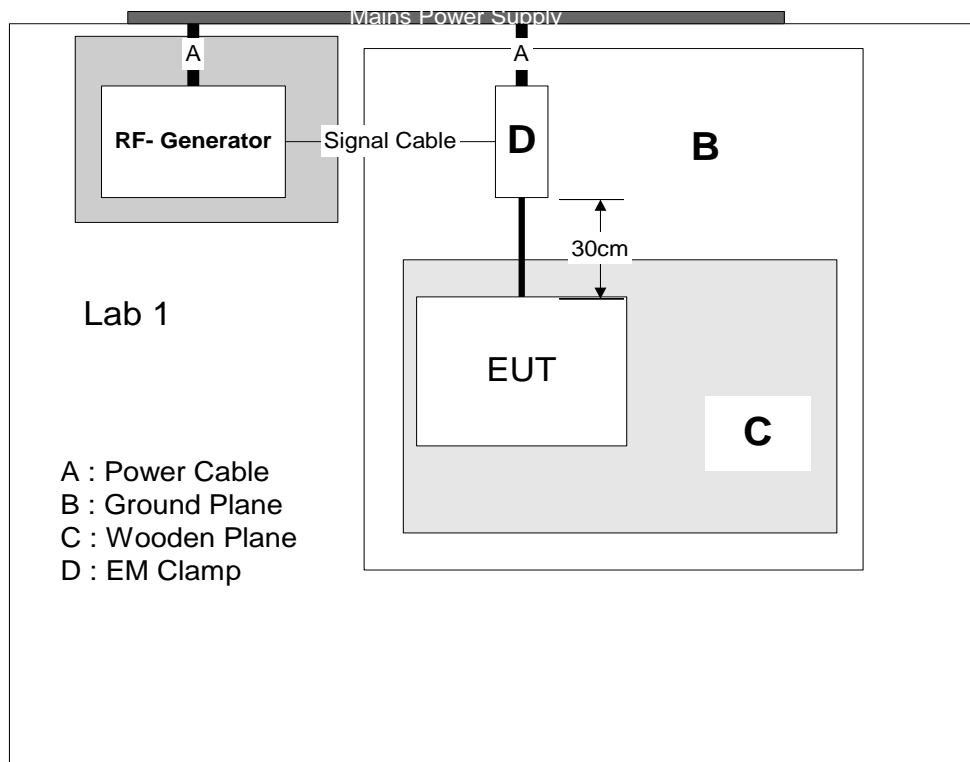 Mains Power Supply
A
A
RF- Generator
Signal Cable
D
B
30cm
Lab 1
EUT
C
A : Power Cable
B : Ground Plane
C : Wooden Plane
D : EM Clamp